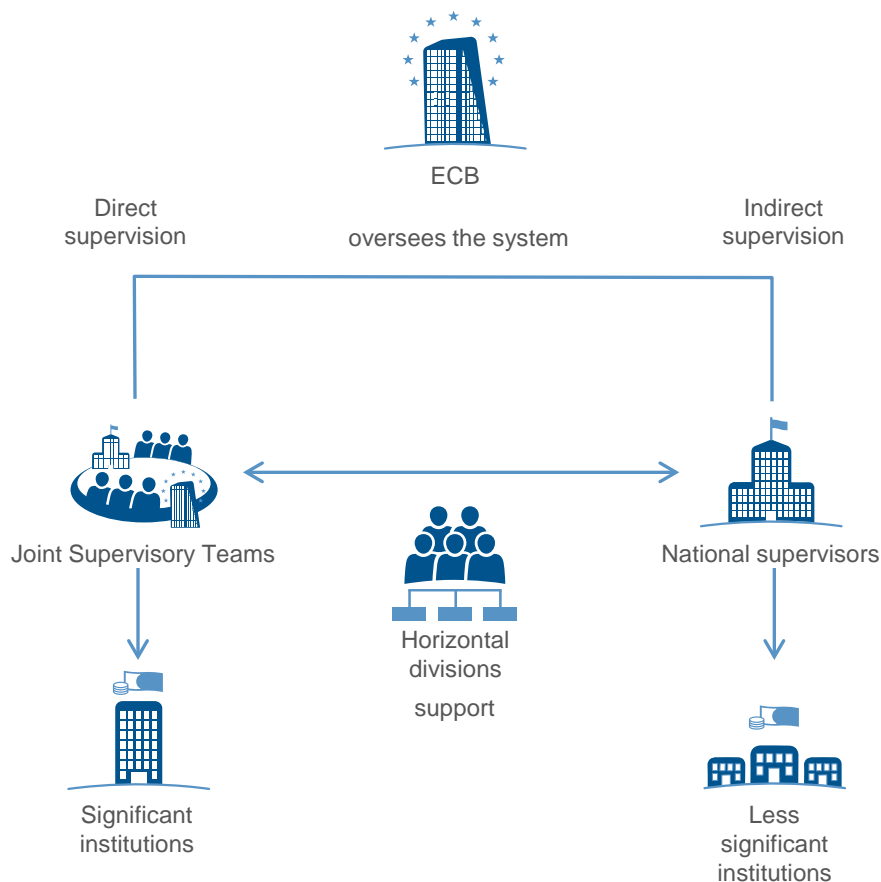 ECB
Direct
supervision
oversees the system
Indirect
supervision
Joint Supervisory Teams
National supervisors
Horizontal
divisions
support
Significant
institutions
Less
significant
institutions